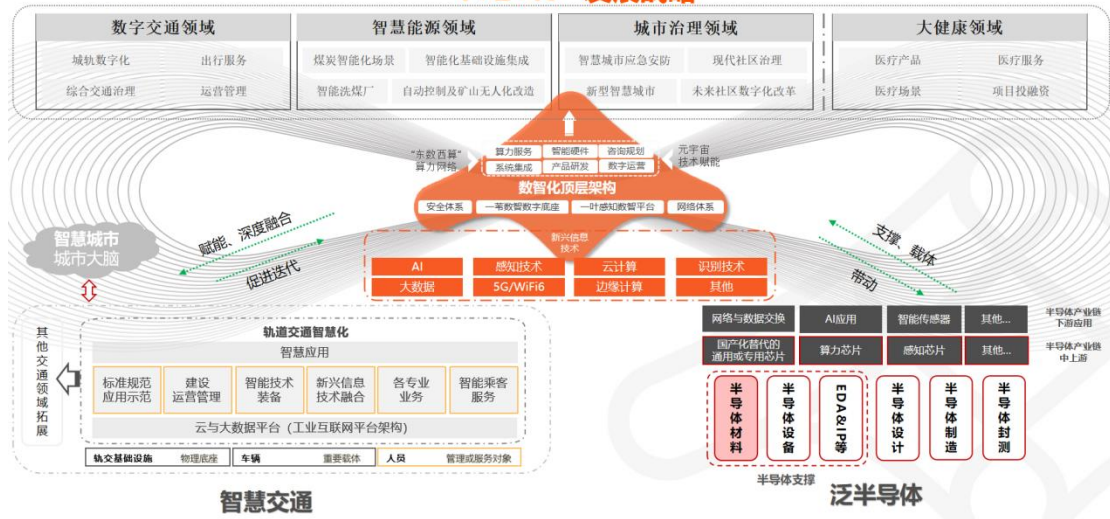 数字交通领域
城轨数字化 出行服务
综合交通治理 运营管理
智慧能源领域
煤炭智能化场景 智能化基础设施集成
智能洗煤厂 自动控制及矿山无人化改造
城市治理领域
智慧城市应急安防 现代社区治理
新型智慧城市 未来社区数字化改革
大健康领域
医疗产品 医疗服务
医疗场景 项目投融资
“东数西算”
算力网络
算力服务 智能硬件 咨询规划
系统集成 产品研发 数字运营
元宇宙
技术赋能
数智化顶层架构
安全体系 一苇数智数字底座 一叶感知数智平台 网络体系
新兴信息
技术
AI 感知技术 云计算 识别技术
大数据 5G/WiFi6 边缘计算 其他
智慧城市
城市大脑
赋能、深度融合
促进迭代
支撑、载体
带动
其他交通领域拓展
轨道交通智慧化
智慧应用
标准规范
应用示范
建设
运营管理
智能技术
装备
新兴信息
技术融合
各专业
业务
智能乘客
服务
云与大数据平台（工业互联网平台架构）
轨交基础设施 物理底座 车辆 重要载体 人员 管理或服务对象
智慧交通
网络与数据交换 AI应用 智能传感器 其他...
半导体产业链
下游应用
国产化替代的
通用或专用芯片
算力芯片 感知芯片 其他...
半导体产业链
中上游
半导体材料
半导体设备
EDA&IP等
半导体设计
半导体制造
半导体封测
半导体支撑
泛半导体